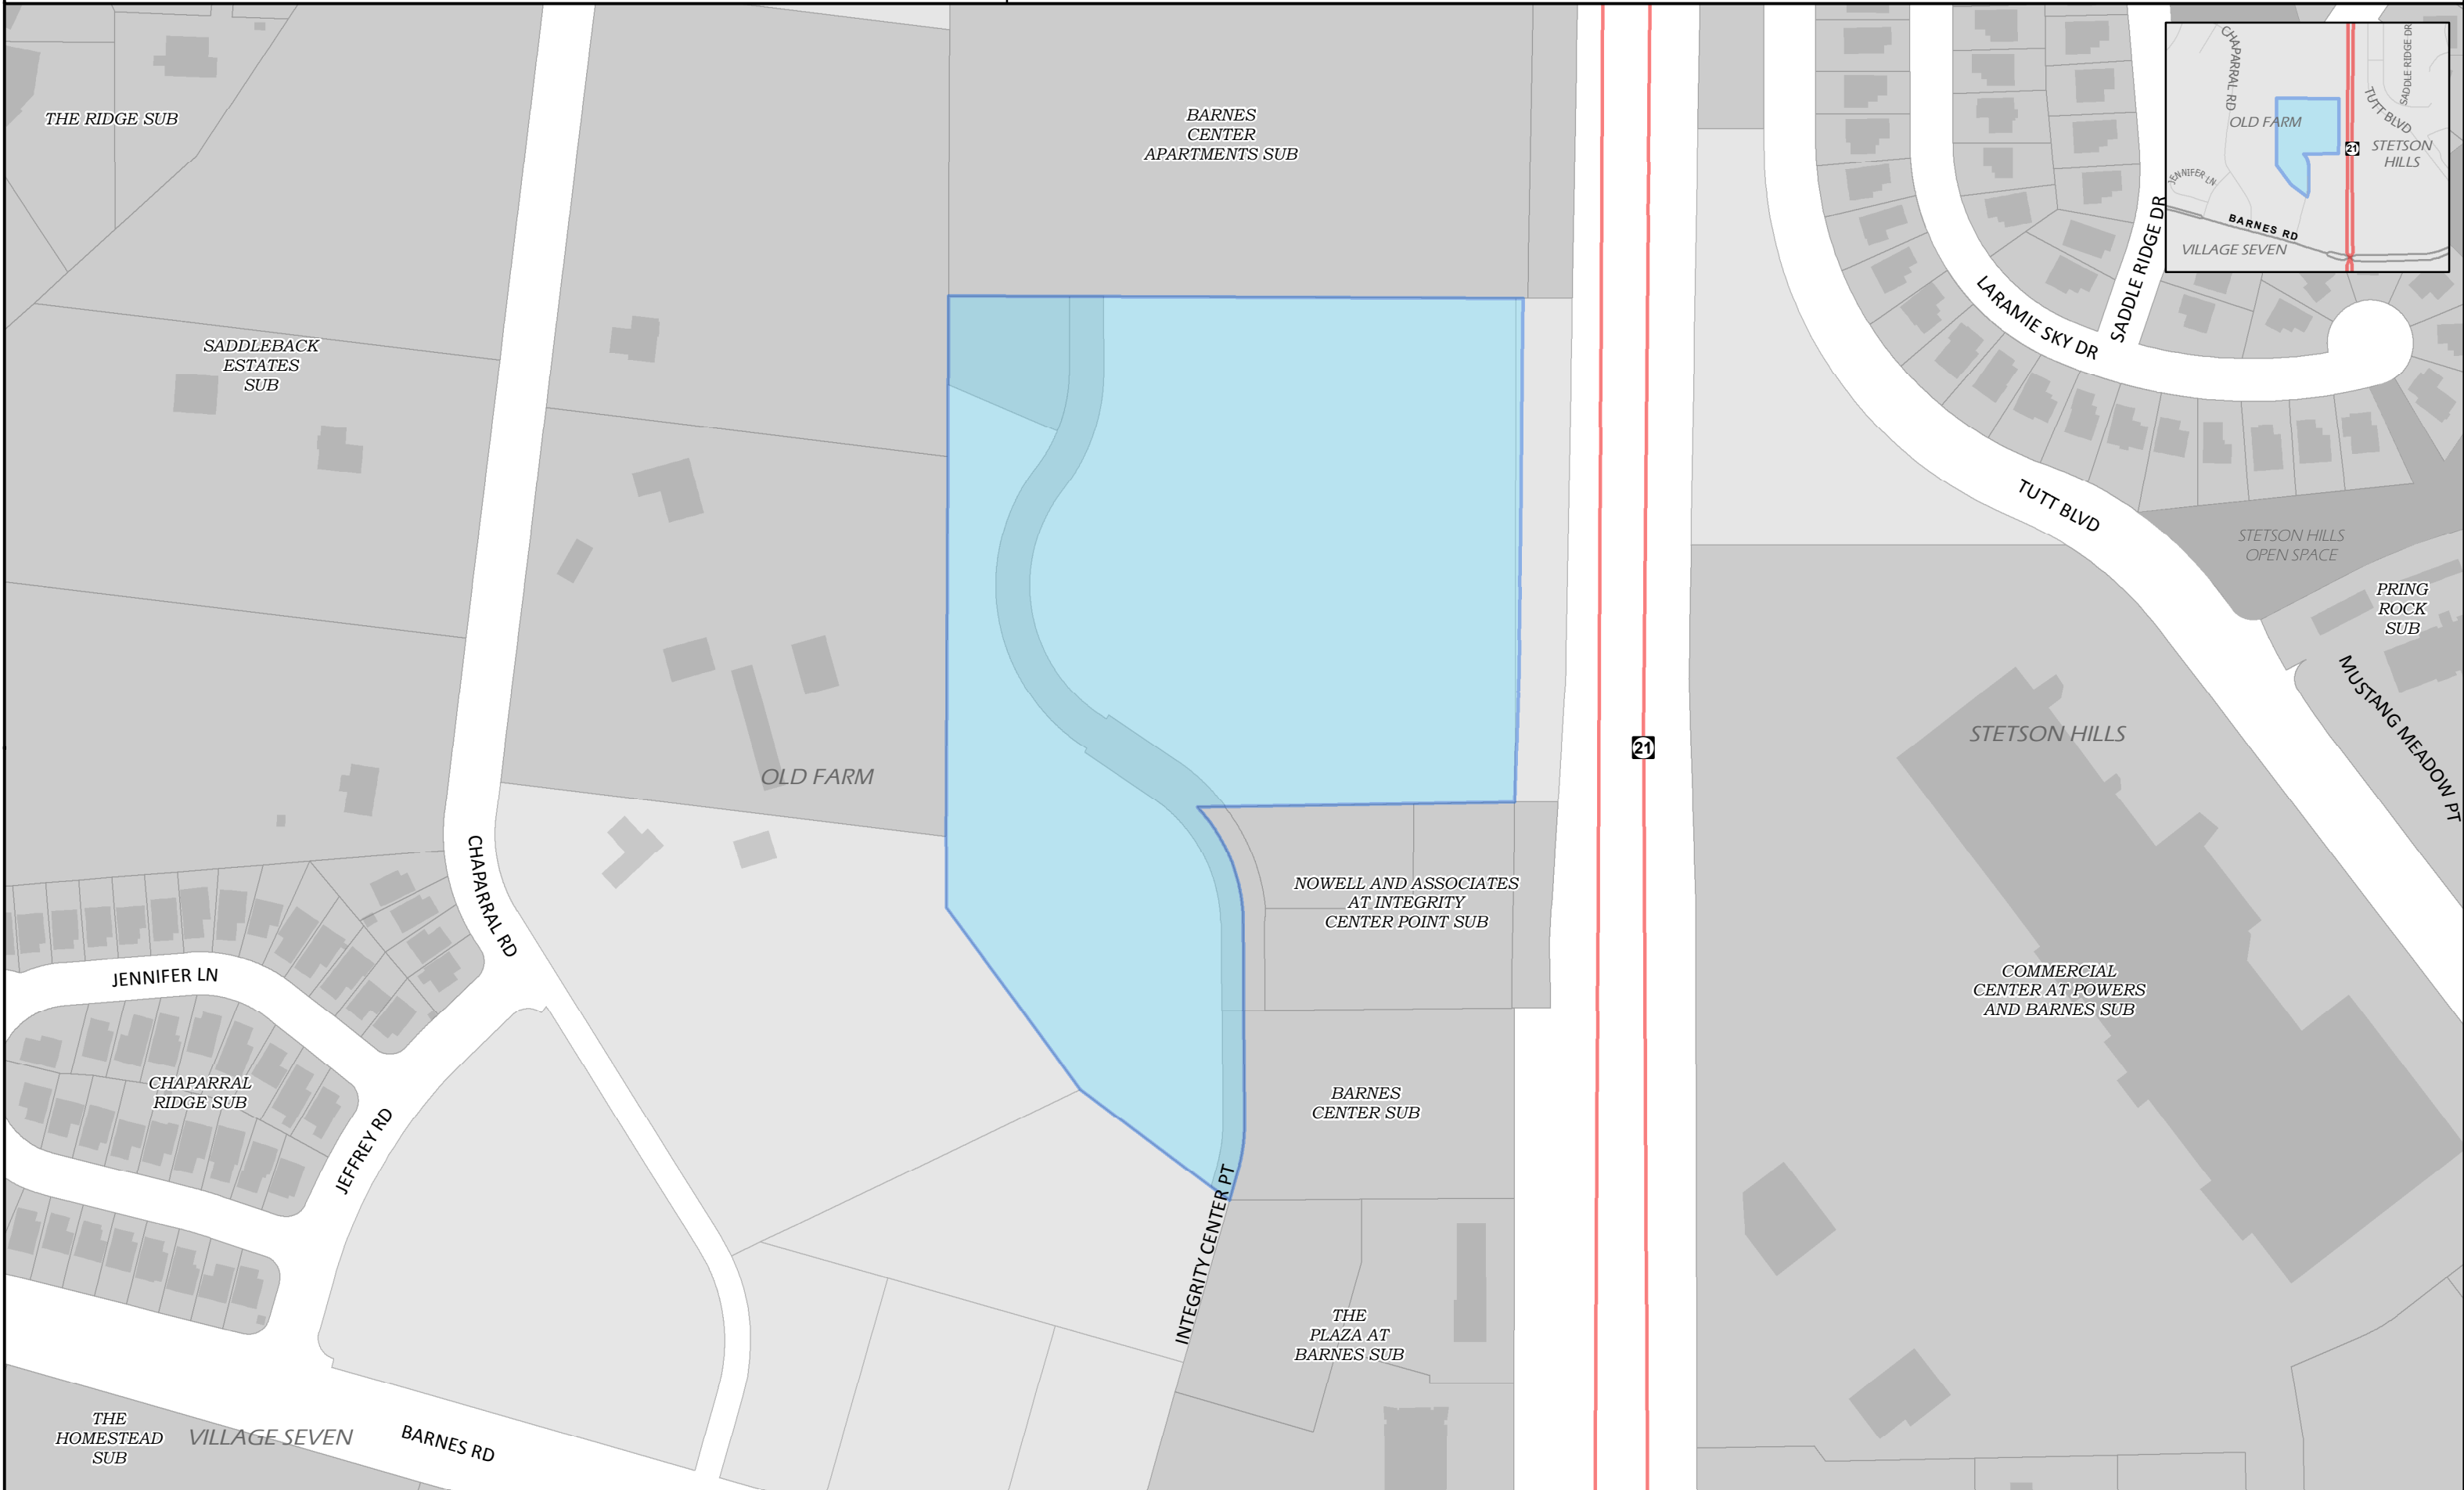 THE RIDGE SUB
BARNES
CENTER
APARTMENTS SUB
SADDLEBACK
ESTATES
SUB
LARAMIE SKY DR
SADDLE RIDGE DR
TUTT BLVD
STETSON HILLS
OPEN SPACE
PRING
ROCK
SUB
MUSTANG MEADOW PT
STETSON HILLS
21
OLD FARM
CHAPARRAL RD
NOWELL AND ASSOCIATES
AT INTEGRITY
CENTER POINT SUB
JENNIFER LN
COMMERCIAL
CENTER AT POWERS
AND BARNES SUB
CHAPARRAL
RIDGE SUB
BARNES
CENTER SUB
JEFFREY RD
INTEGRITY CENTER PT
THE
PLAZA AT
BARNES SUB
THE
HOMESTEAD
SUB
VILLAGE SEVEN
BARNES RD
CHAPARRAL RD
SADDLE RIDGE DR
TUTT BLVD
OLD FARM
21
STETSON
HILLS
JENNIFER LN
BARNES RD
VILLAGE SEVEN